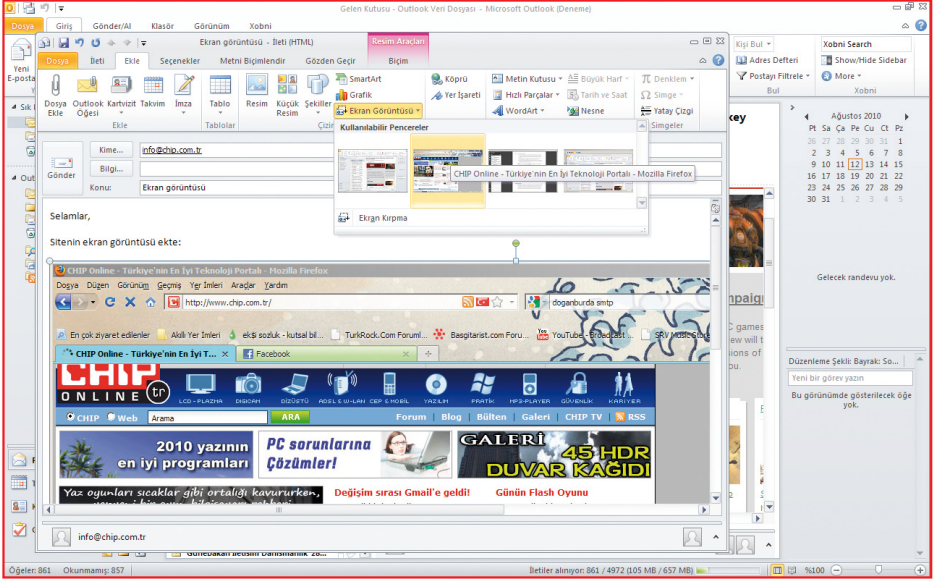 Gelen Kutusu - Outlook Veri Dosyası - Microsoft Outlook (Deneme)
Dosya Giriş Gönder/Al Klasör Görünüm Xobni
Yeni
E-posta
Kişi Bul
Adres Defteri
Postayı Filtrele
Bul
Xobni Search
Show/Hide Sidebar
More
Xobni
Ekran görüntüsü - İleti (HTML)
Resim Araçları
Dosya İleti Ekle Seçenekler Metni Biçimlendir Gözden Geçir Biçim
Dosya Ekle
Outlook Öğesi
Kartvizit
Takvim
İmza
Ekle
Tablo
Tablolar
Resim
Küçük Resim
Şekiller
SmartArt
Grafik
Ekran Görüntüsü
Köprü
Yer İşareti
Metin Kutusu
Hızlı Parçalar
WordArt
Büyük Harf
Tarih ve Saat
Nesne
Denklem
Simge
Yatay Çizgi
Simgeler
Kullanılabilir Pencereler
CHIP Online - Türkiye'nin En İyi Teknoloji Portalı - Mozilla Firefox
Ekran Kırpma
Gönder
Kime... info@chip.com.tr
Bilgi...
Konu: Ekran görüntüsü
Selamlar,
Sitenin ekran görüntüsü ekte:
CHIP Online - Türkiye'nin En İyi Teknoloji Portalı - Mozilla Firefox
Dosya Düzen Görünüm Geçmiş Yer İmleri Araçlar Yardım
http://www.chip.com.tr/
doganburda smtp
En çok ziyaret edilenler Akıllı Yer İmleri ekşi sozluk - kutsal bil... TurkRock.Com Foruml... Basgitarist.com Foru... YouTube - Broadcast ... SRV Music Store
CHIP Online - Türkiye'nin En İyi T... Facebook
CHIP
ONLINE tr
LCD - PLAZMA DIGICAM DİZÜSTÜ ADSL & W-LAN CEP & MOBİL YAZILIM PRATİK MP3-PLAYER GÜVENLİK KARİYER
CHIP Web Arama ARA Forum | Blog | Bülten | Galeri | CHIP TV | RSS
2010 yazının
en iyi programları
PC sorunlarına
Çözümler!
GALERİ
45 HDR
DUVAR KAĞIDI
Yaz oyunları sıcaklar gibi ortalığı kavururken,
Değişim sırası Gmail'e geldi!
Günün Flash Oyunu
info@chip.com.tr
Ağustos 2010
Pt Sa Ça Pe Cu Ct Pz
26 27 28 29 30 31 1
2 3 4 5 6 7 8
9 10 11 12 13 14 15
16 17 18 19 20 21 22
23 24 25 26 27 28 29
30 31 1 2 3 4 5
Gelecek randevu yok.
Düzenleme Şekli: Bayrak: So...
Yeni bir görev yazın
Bu görünümde gösterilecek öğe yok.
Öğeler: 861 Okunmamış: 857
İletiler alınıyor: 861 / 4972 (105 MB / 657 MB)
%100